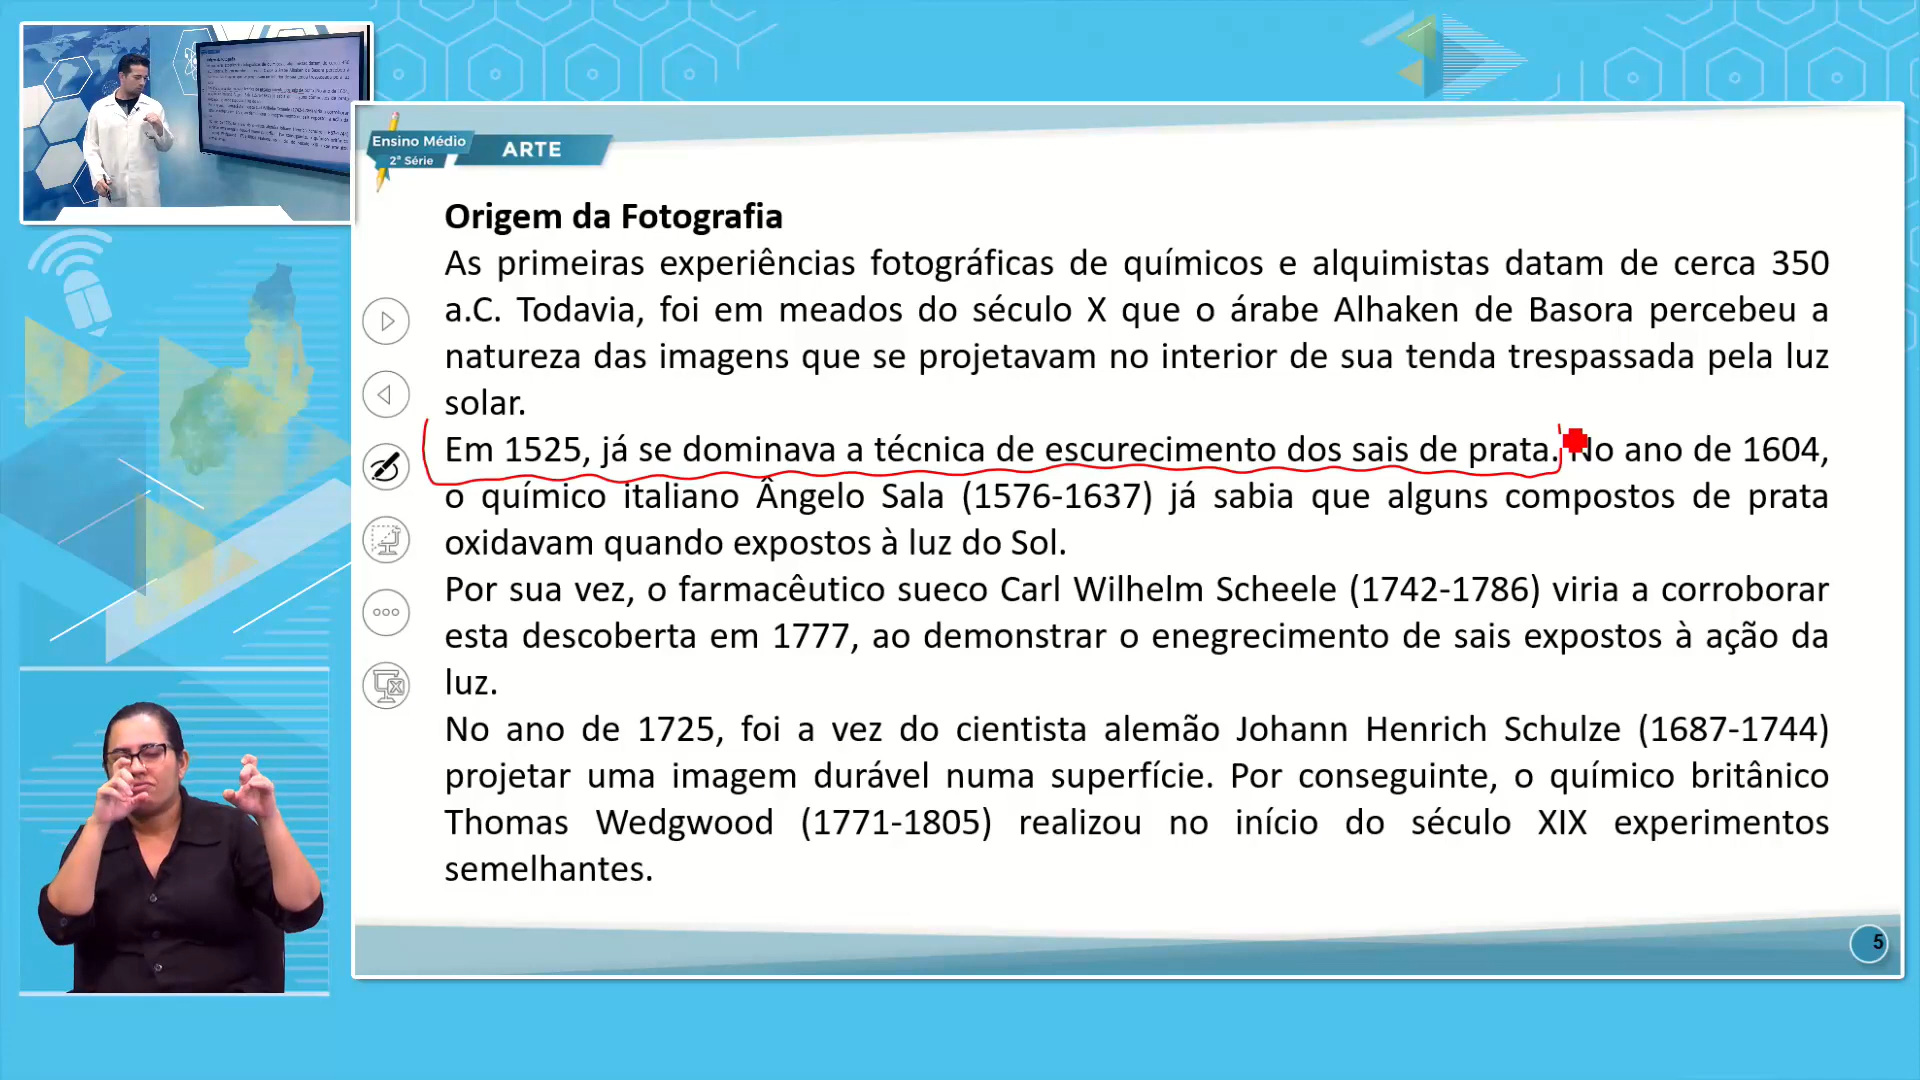 Ensino Médio
2ª Série
ARTE
Origem da Fotografia
As primeiras experiências fotográficas de químicos e alquimistas datam de cerca 350
a.C. Todavia, foi em meados do século X que o árabe Alhaken de Basora percebeu a
natureza das imagens que se projetavam no interior de sua tenda trespassada pela luz
solar.
Em 1525, já se dominava a técnica de escurecimento dos sais de prata. No ano de 1604,
o químico italiano Ângelo Sala (1576-1637) já sabia que alguns compostos de prata
oxidavam quando expostos à luz do Sol.
Por sua vez, o farmacêutico sueco Carl Wilhelm Scheele (1742-1786) viria a corroborar
esta descoberta em 1777, ao demonstrar o enegrecimento de sais expostos à ação da
luz.
No ano de 1725, foi a vez do cientista alemão Johann Henrich Schulze (1687-1744)
projetar uma imagem durável numa superfície. Por conseguinte, o químico britânico
Thomas Wedgwood (1771-1805) realizou no início do século XIX experimentos
semelhantes.
5